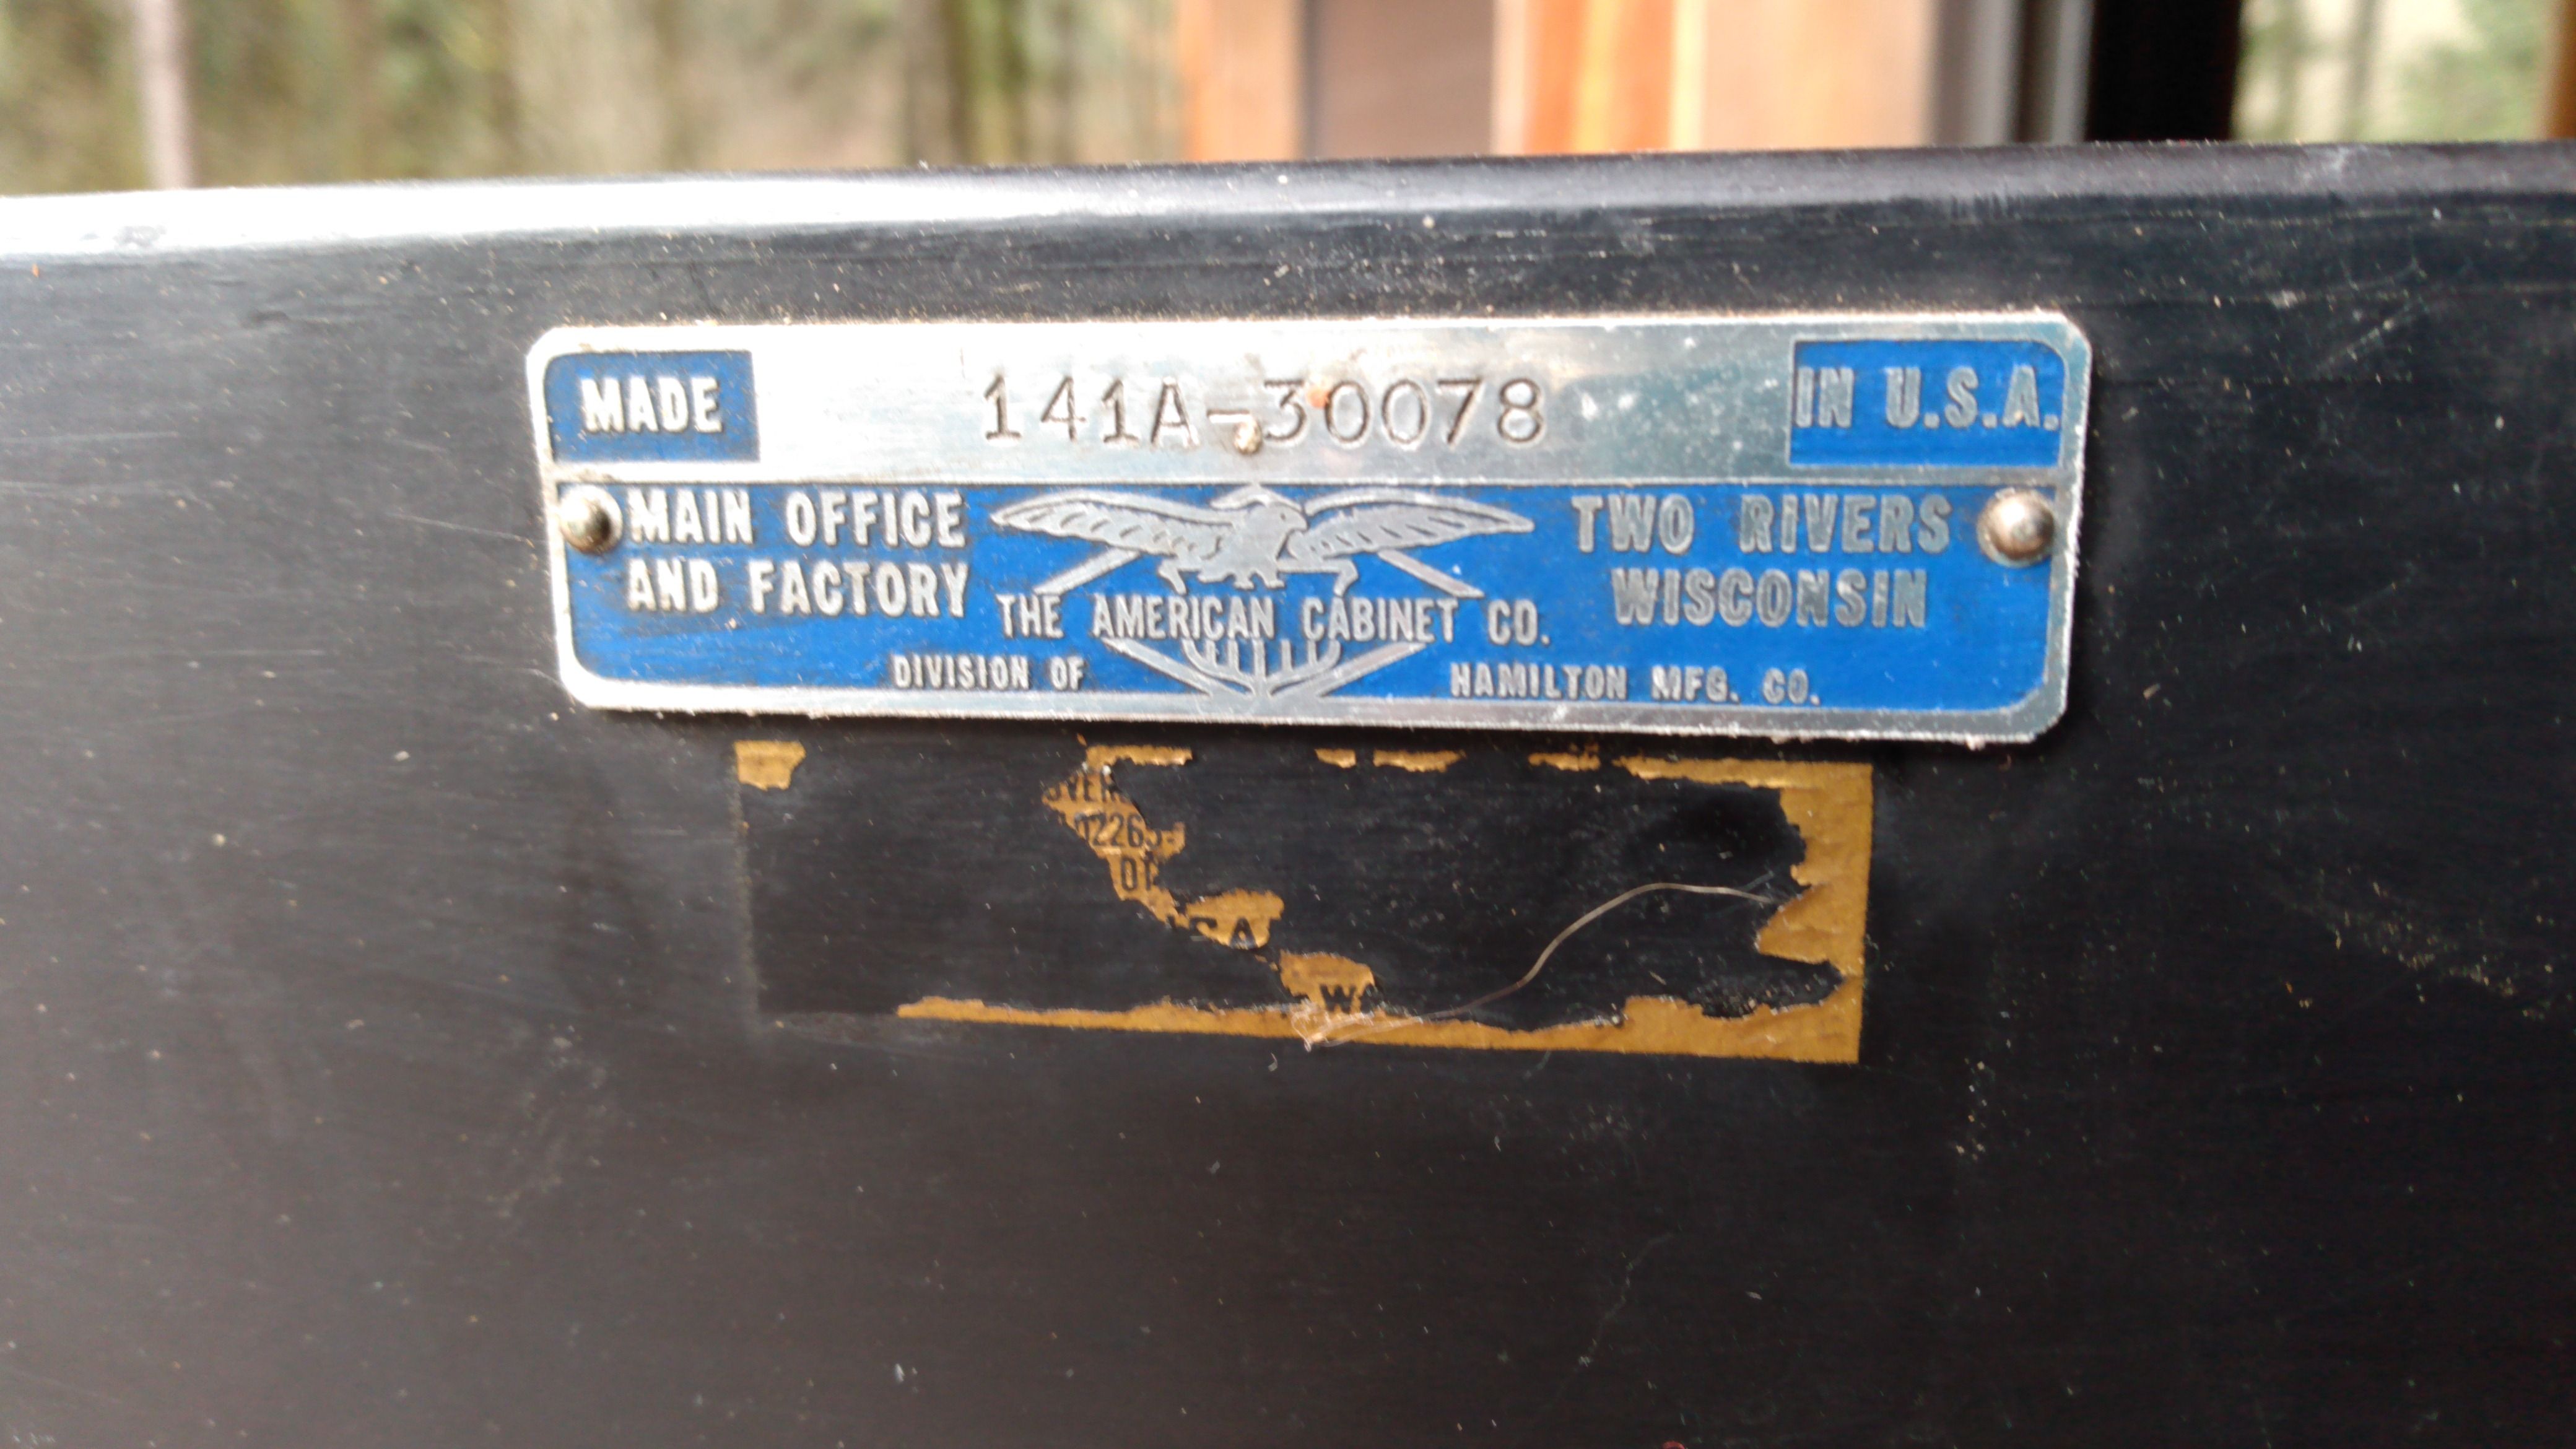 MADE 141A-30078 IN U.S.A.
MAIN OFFICE
AND FACTORY
THE AMERICAN CABINET CO.
TWO RIVERS
WISCONSIN
DIVISION OF HAMILTON MFG. CO.